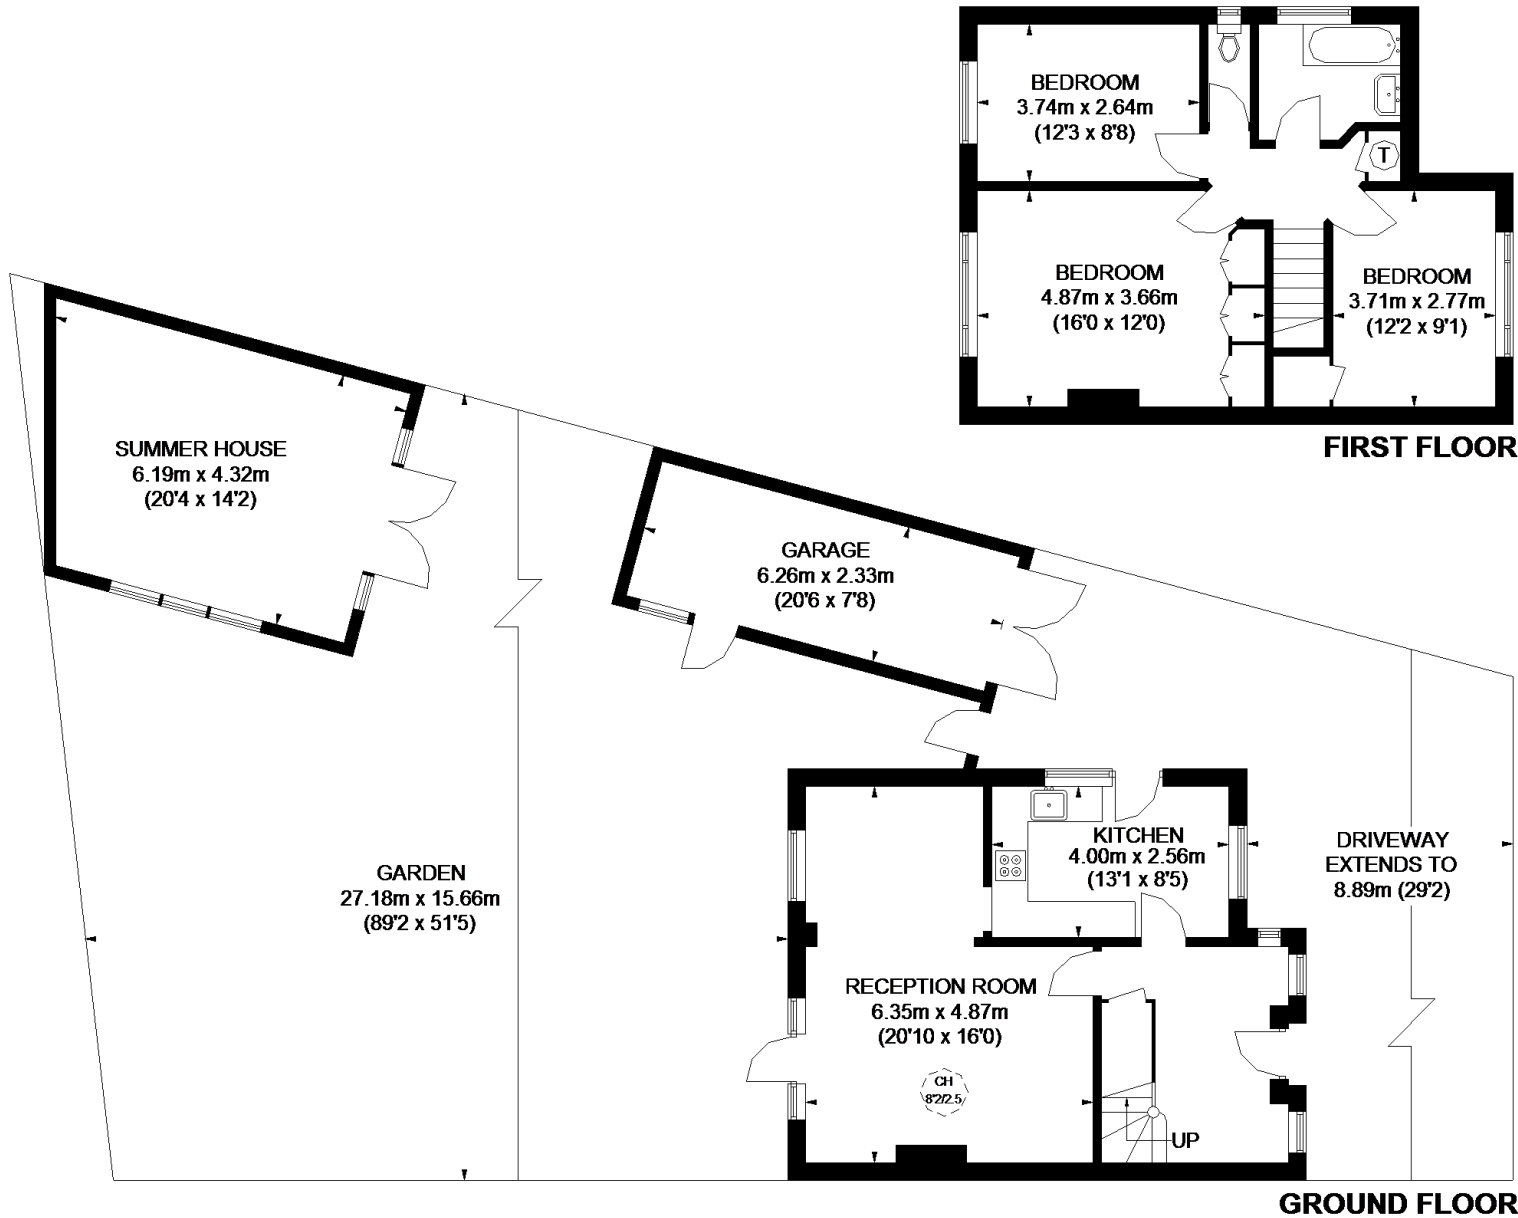 BEDROOM
3.74m x 2.64m
(12'3 x 8'8)
T
BEDROOM
4.87m x 3.66m
(16'0 x 12'0)
BEDROOM
3.71m x 2.77m
(12'2 x 9'1)
FIRST FLOOR
SUMMER HOUSE
6.19m x 4.32m
(20'4 x 14'2)
GARAGE
6.26m x 2.33m
(20'6 x 7'8)
GARDEN
27.18m x 15.66m
(89'2 x 51'5)
KITCHEN
4.00m x 2.56m
(13'1 x 8'5)
DRIVEWAY
EXTENDS TO
8.89m (29'2)
RECEPTION ROOM
6.35m x 4.87m
(20'10 x 16'0)
CH
8'2/2.5
UP
GROUND FLOOR